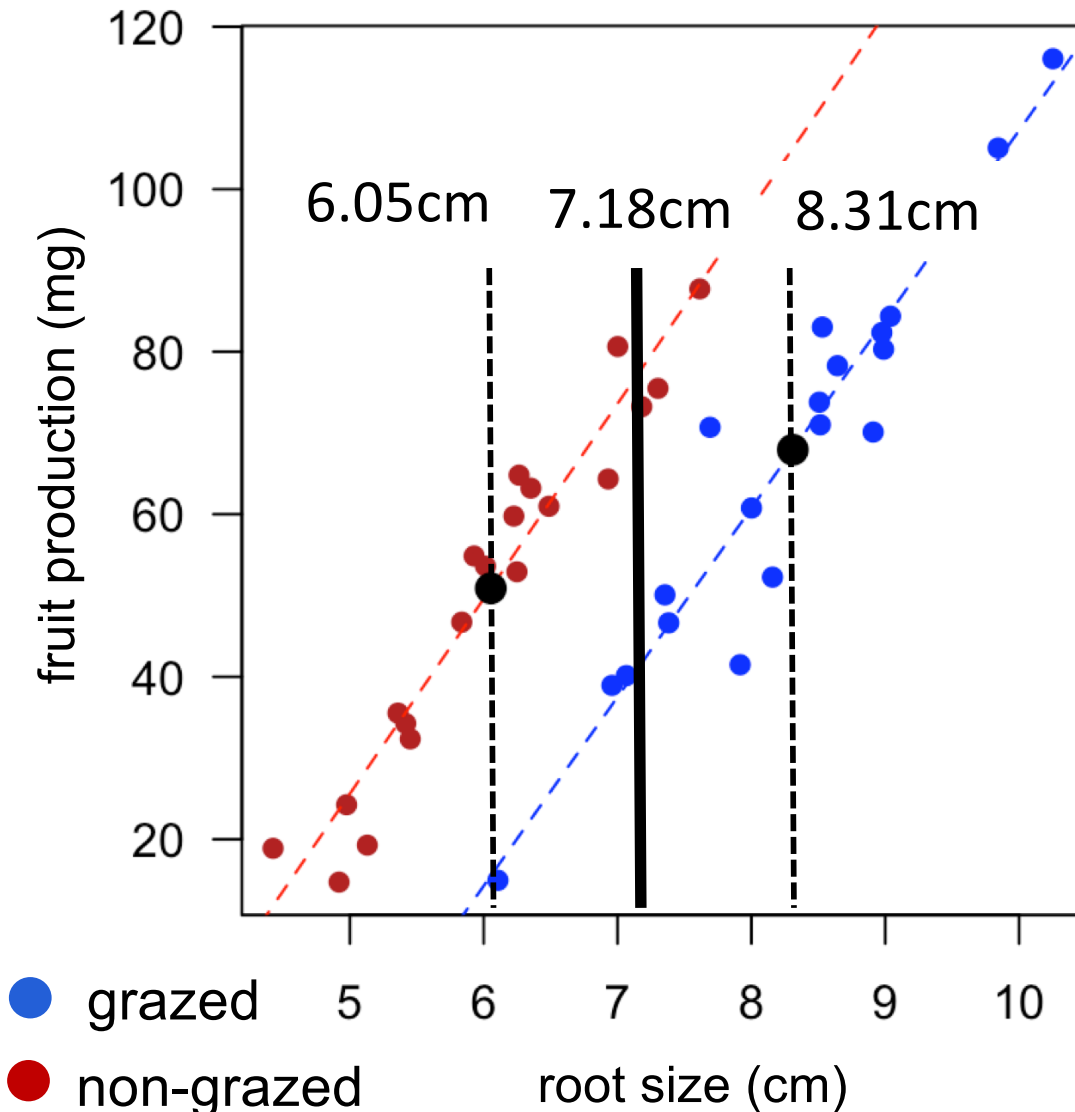 120
100
80
60
40
20
fruit production (mg)
6.05cm 7.18cm 8.31cm
5 6 7 8 9 10
root size (cm)
grazed
non-grazed